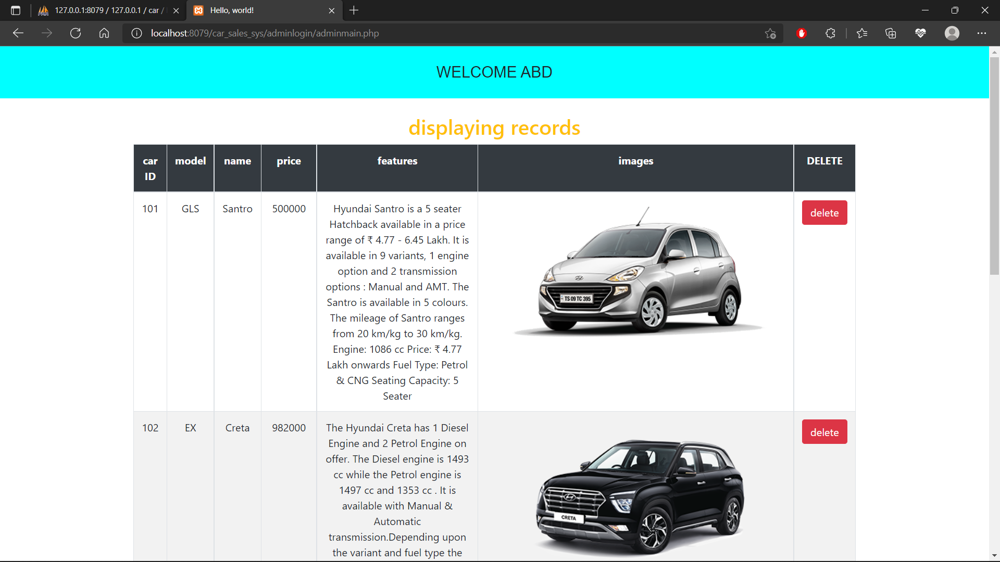 127.0.0.1:8079 / 127.0.0.1 / car /
Hello, world!
localhost:8079/car_sales_sys/adminlogin/adminmain.php
WELCOME ABD
displaying records
car ID model name price features images DELETE
101 GLS Santro 500000
Hyundai Santro is a 5 seater
Hatchback available in a price
range of ₹ 4.77 - 6.45 Lakh. It is
available in 9 variants, 1 engine
option and 2 transmission
options : Manual and AMT. The
Santro is available in 5 colours.
The mileage of Santro ranges
from 20 km/kg to 30 km/kg.
Engine: 1086 cc Price: ₹ 4.77
Lakh onwards Fuel Type: Petrol
& CNG Seating Capacity: 5
Seater
TS 09 TC 395
delete
102 EX Creta 982000
The Hyundai Creta has 1 Diesel
Engine and 2 Petrol Engine on
offer. The Diesel engine is 1493
cc while the Petrol engine is
1497 cc and 1353 cc . It is
available with Manual &
Automatic
transmission.Depending upon
the variant and fuel type the
CRETA
delete